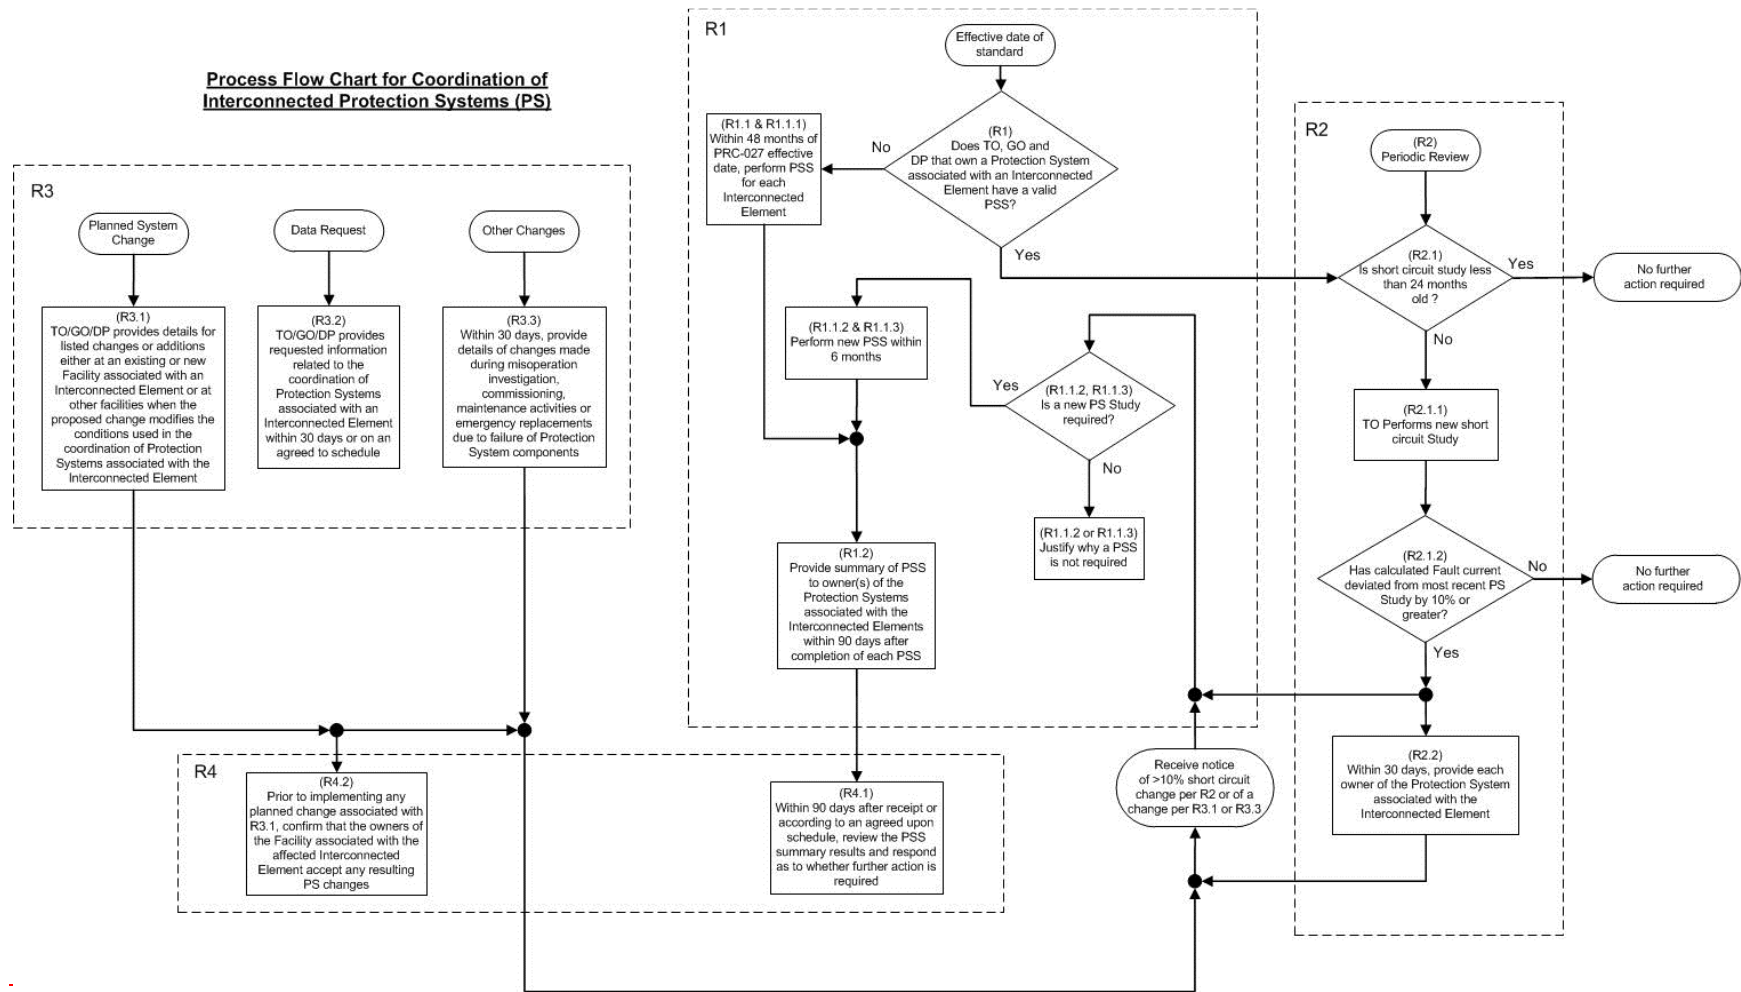 Process Flow Chart for Coordination of
Interconnected Protection Systems (PS)
R3
Planned System
Change
Data Request
Other Changes
(R3.1)
TO/GO/DP provides details for
listed changes or additions
either at an existing or new
Facility associated with an
Interconnected Element or at
other facilities when the
proposed change modifies the
conditions used in the
coordination of Protection
Systems associated with the
Interconnected Element
(R3.2)
TO/GO/DP provides
requested information
related to the
coordination of
Protection Systems
associated with an
Interconnected Element
within 30 days or on an
agreed to schedule
(R3.3)
Within 30 days, provide
details of changes made
during misoperation
investigation,
commissioning,
maintenance activities or
emergency replacements
due to failure of Protection
System components
R1
Effective date of
standard
(R1)
Does TO, GO and
DP that own a Protection System
associated with an Interconnected
Element have a valid
PSS?
No
Yes
(R1.1 & R1.1.1)
Within 48 months of
PRC-027 effective
date, perform PSS
for each
Interconnected
Element
(R1.1.2 & R1.1.3)
Perform new PSS within
6 months
Yes
(R1.1.2, R1.1.3)
Is a new PS Study
required?
No
(R1.1.2 or R1.1.3)
Justify why a PSS
is not required
(R1.2)
Provide summary of PSS
to owner(s) of the
Protection Systems
associated with the
Interconnected Elements
within 90 days after
completion of each PSS
R2
(R2)
Periodic Review
(R2.1)
Is short circuit study less
than 24 months
old ?
Yes
No further
action required
No
(R2.1.1)
TO Performs new short
circuit Study
(R2.1.2)
Has calculated Fault current
deviated from most recent PS
Study by 10% or
greater?
No
No further
action required
Yes
(R2.2)
Within 30 days, provide each
owner of the Protection System
associated with the
Interconnected Element
Receive notice
of >10% short circuit
change per R2 or of a
change per R3.1 or R3.3
R4
(R4.2)
Prior to implementing any
planned change associated with
R3.1, confirm that the owners of
the Facility associated with the
affected Interconnected
Element accept any resulting
PS changes
(R4.1)
Within 90 days after receipt or
according to an agreed upon
schedule, review the PSS
summary results and respond
as to whether further action is
required